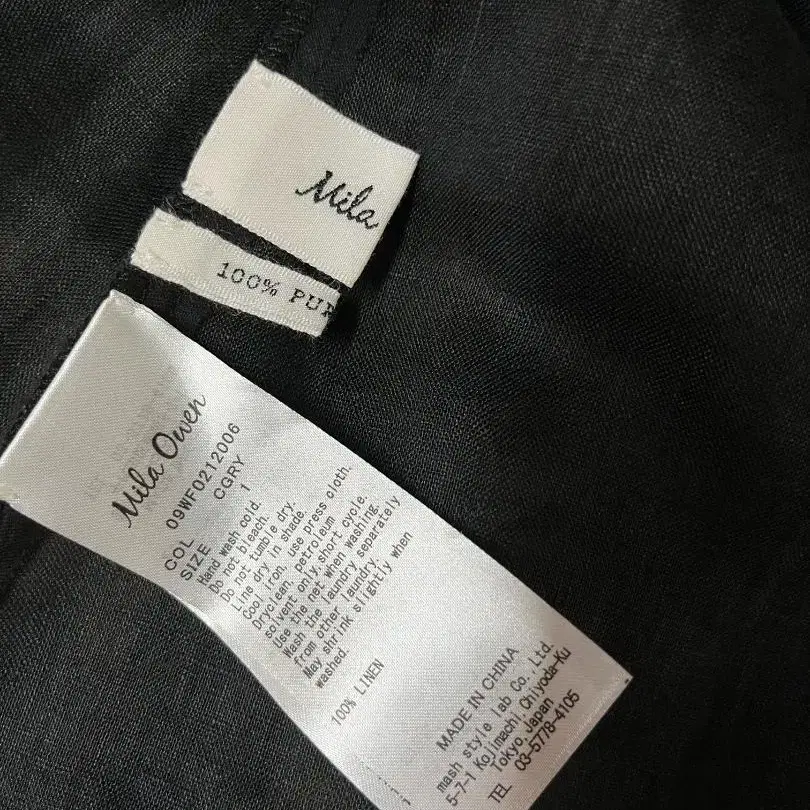 Mila
100% PUR
Mila Owen
09WF0212006
COL CGRY
SIZE 1
Hand wash cold.
Do not bleach.
Do not tumble dry.
Line dry in shade.
Cool iron, use press cloth.
Dryclean, petroleum
solvent only, short cycle.
Use the net when washing.
Wash the laundry separately
from other laundry.
May shrink slightly when
washed.
100% LINEN
MADE IN CHINA
mash style lab Co., Ltd.
5-7-1 Kojimachi, Chiyoda-Ku
Tokyo, Japan
TEL 03-5778-4105